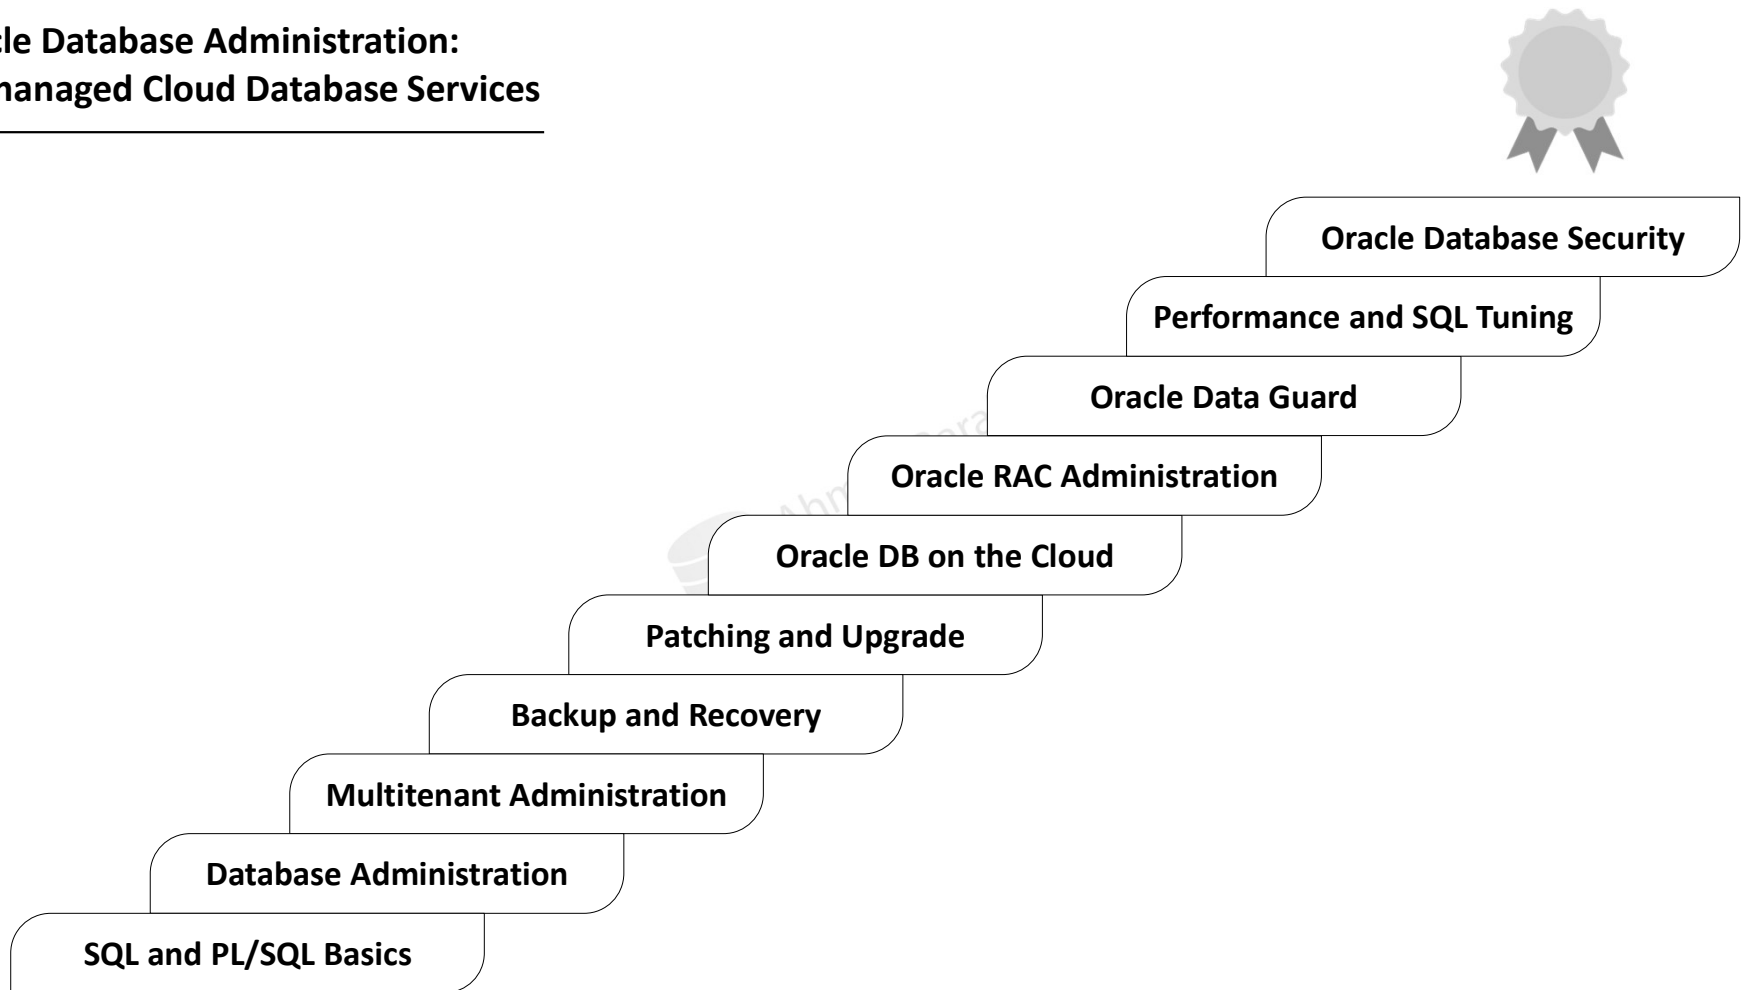 cle Database Administration:
managed Cloud Database Services
Oracle Database Security
Performance and SQL Tuning
Oracle Data Guard
Oracle RAC Administration
Oracle DB on the Cloud
Patching and Upgrade
Backup and Recovery
Multitenant Administration
Database Administration
SQL and PL/SQL Basics